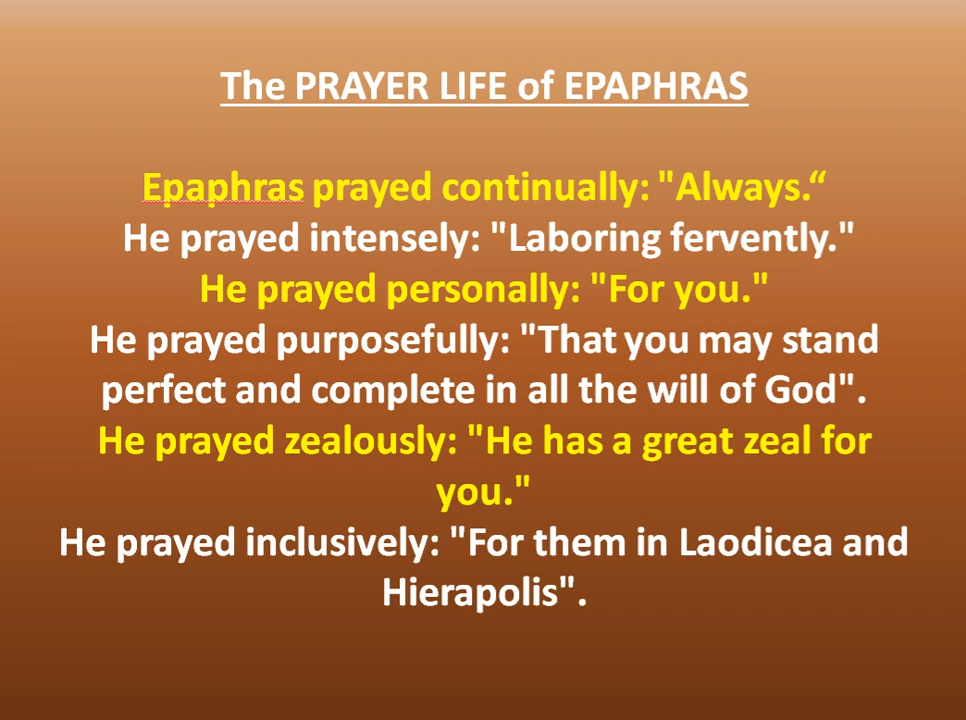 The PRAYER LIFE of EPAPHRAS
Epaphras prayed continually: "Always.“
He prayed intensely: "Laboring fervently."
He prayed personally: "For you."
He prayed purposefully: "That you may stand
perfect and complete in all the will of God".
He prayed zealously: "He has a great zeal for
you."
He prayed inclusively: "For them in Laodicea and
Hierapolis".